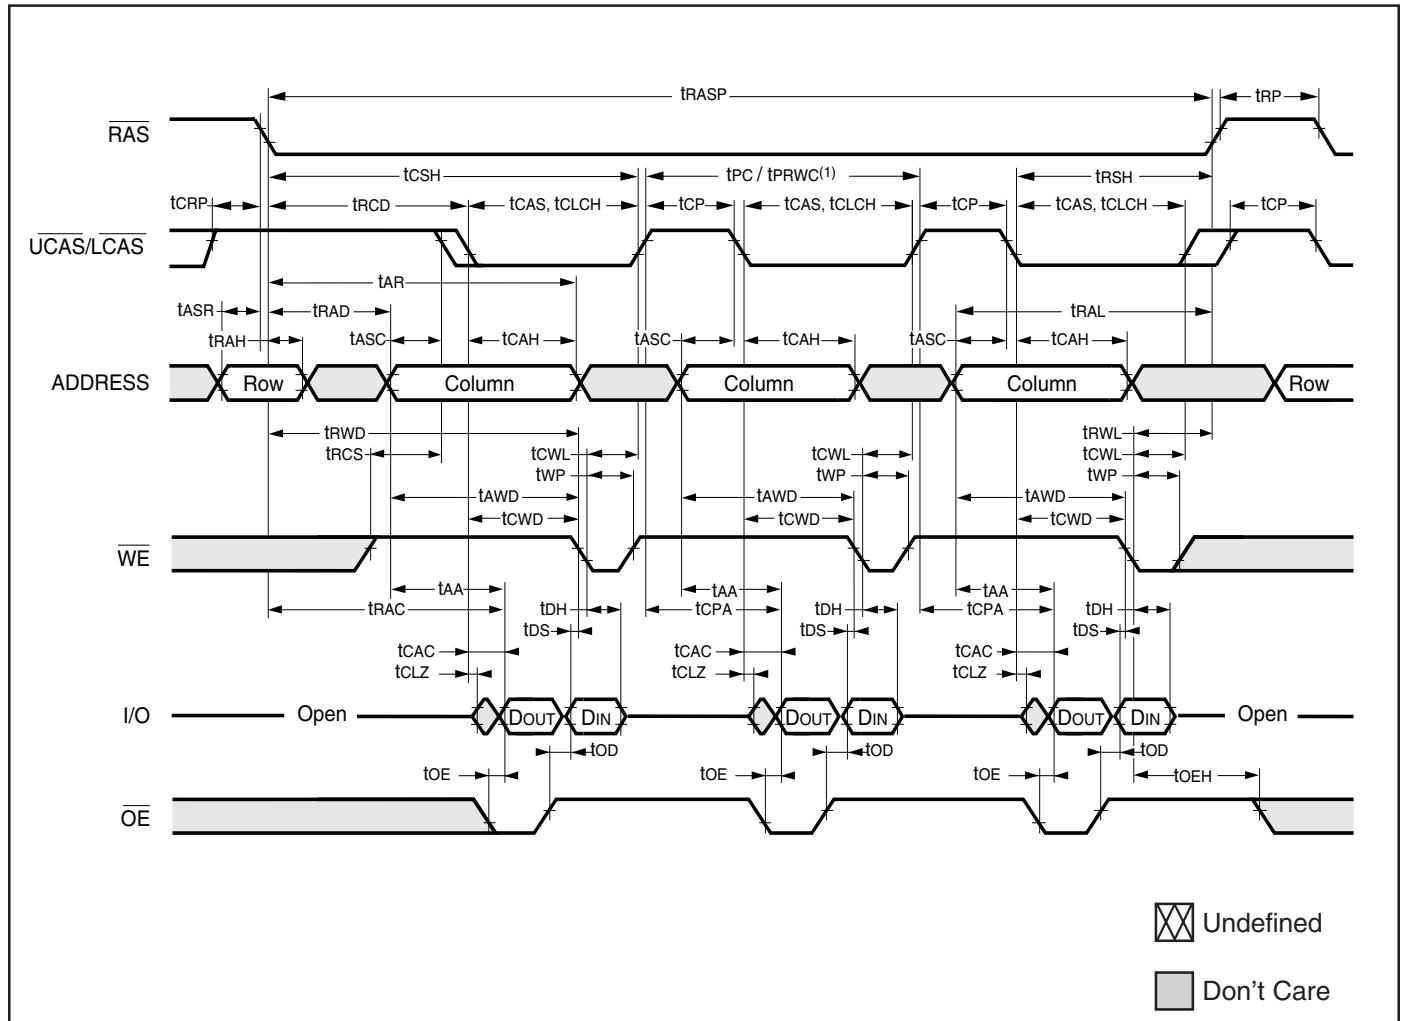 tRASP tRP
RAS
tCSH tPC / tPRWC(1) tRSH
tCRP tRCD tCAS, tCLCH tCP tCAS, tCLCH tCP tCAS, tCLCH tCP
UCAS/LCAS
tAR
tASR tRAD tRAL
tRAH tASC tCAH tASC tCAH tASC tCAH
ADDRESS Row Column Column Column Row
tRWD tRWL
tRCS tCWL tCWL tCWL
tWP tWP tWP
tAWD tAWD tAWD
tCWD tCWD tCWD
WE
tAA tAA tAA
tRAC tDH tCPA tDH tCPA tDH
tDS tDS tDS
tCAC tCAC tCAC
tCLZ tCLZ tCLZ
I/O Open DOUT DIN DOUT DIN DOUT DIN Open
tOD tOD tOD
tOE tOE tOE tOEH
OE
Undefined
Don't Care